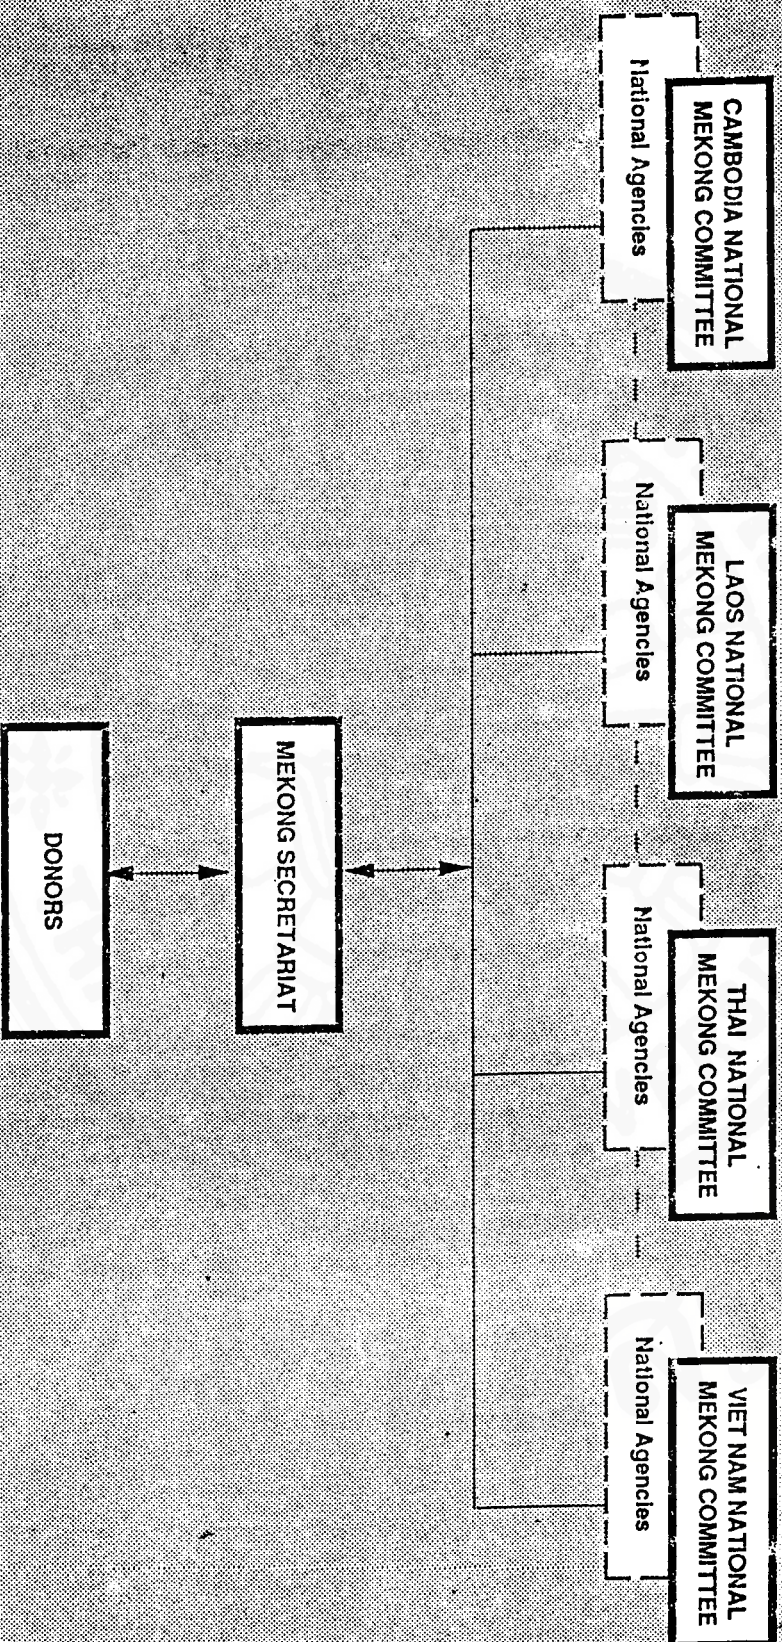 CAMBODIA NATIONAL
MEKONG COMMITTEE
National Agencies
LAOS NATIONAL
MEKONG COMMITTEE
National Agencies
THAI NATIONAL
MEKONG COMMITTEE
National Agencies
VIET NAM NATIONAL
MEKONG COMMITTEE
National Agencies
MEKONG SECRETARIAT
DONORS